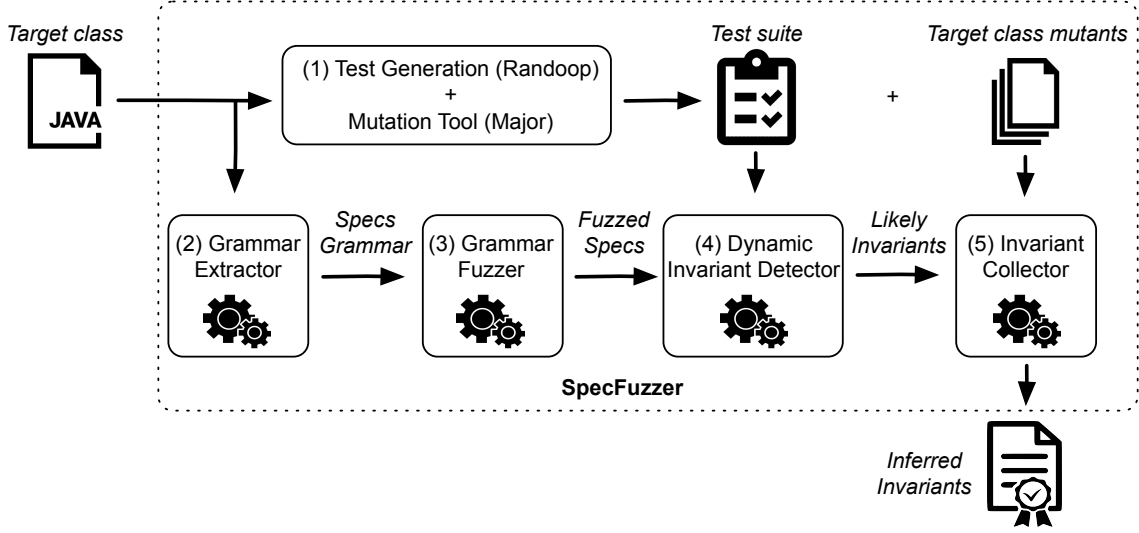 Target class
JAVA
(1) Test Generation (Randoop)
+
Mutation Tool (Major)
Test suite
+
Target class mutants
(2) Grammar
Extractor
Specs
Grammar
(3) Grammar
Fuzzer
Fuzzed
Specs
(4) Dynamic
Invariant Detector
Likely
Invariants
(5) Invariant
Collector
SpecFuzzer
Inferred
Invariants